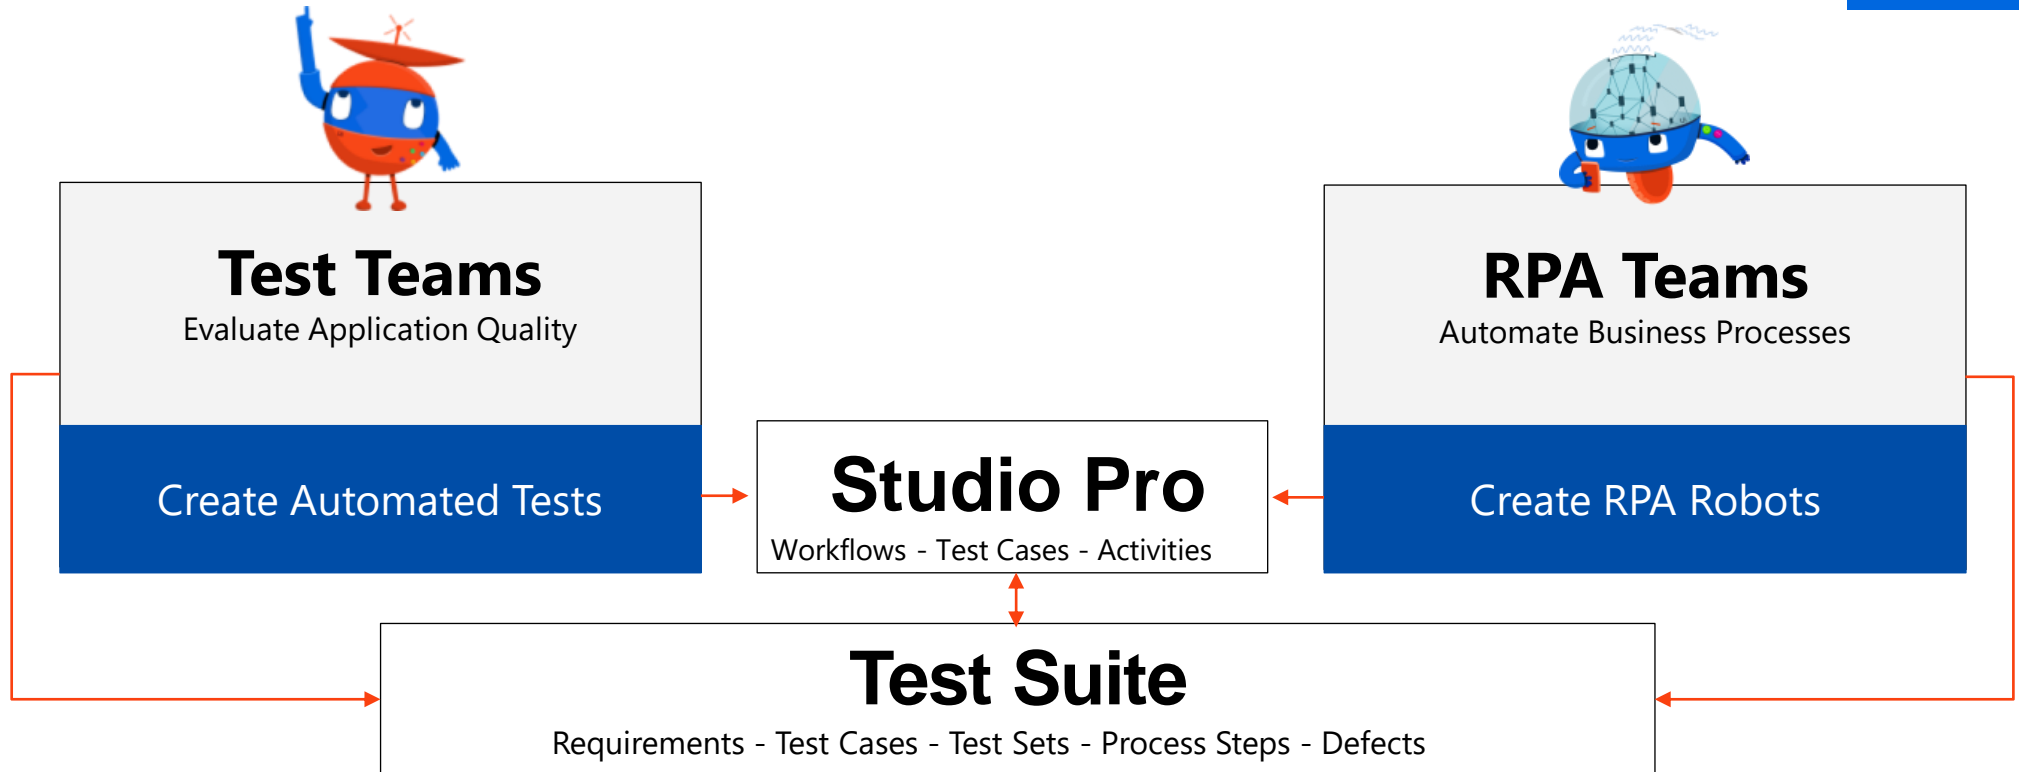 Test Teams
Evaluate Application Quality
Create Automated Tests
RPA Teams
Automate Business Processes
Create RPA Robots
Studio Pro
Workflows - Test Cases - Activities
Test Suite
Requirements - Test Cases - Test Sets - Process Steps - Defects